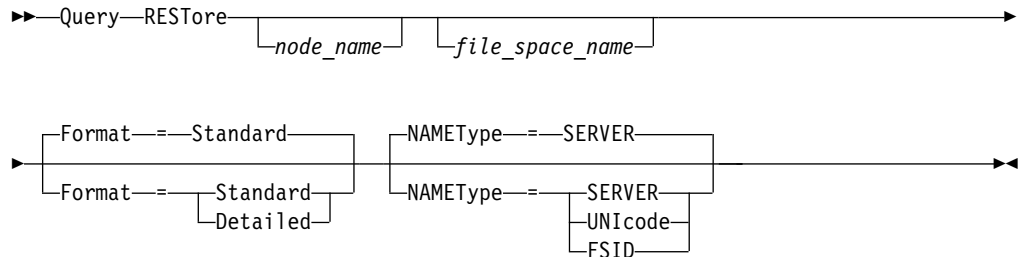 Query RESTore
node_name file_space_name
Format = Standard NAMEType = SERVER
Format = Standard NAMEType = SERVER
Detailed UNIcode
FSID